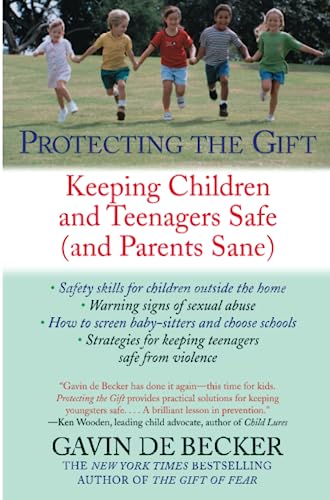 PROTECTING THE GIFT
Keeping Children
and Teenagers Safe
(and Parents Sane)
• Safety skills for children outside the home
• Warning signs of sexual abuse
• How to screen baby-sitters and choose schools
• Strategies for keeping teenagers
safe from violence
"Gavin de Becker has done it again—this time for kids.
Protecting the Gift provides practical solutions for keeping
youngsters safe. . . . A brilliant lesson in prevention."
—Ken Wooden, leading child advocate, author of Child Lures
GAVIN DE BECKER
THE NEW YORK TIMES BESTSELLING
AUTHOR OF THE GIFT OF FEAR